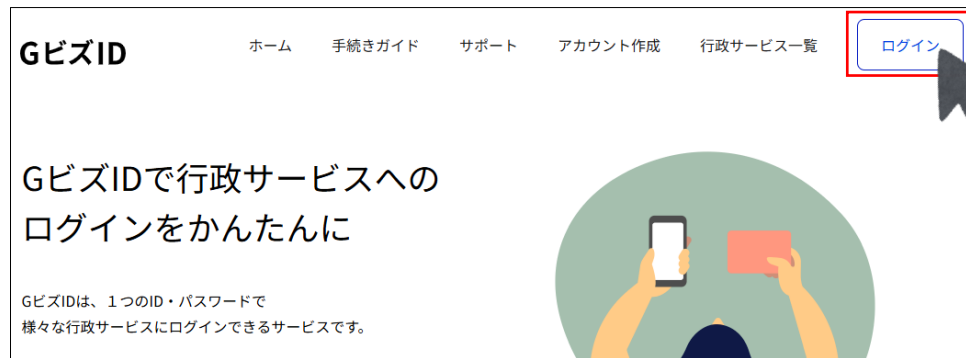 GビズID
ホーム
手続きガイド
サポート
アカウント作成
行政サービス一覧
ログイン
GビズIDで行政サービスへの
ログインをかんたんに
GビズIDは、１つのID・パスワードで
様々な行政サービスにログインできるサービスです。